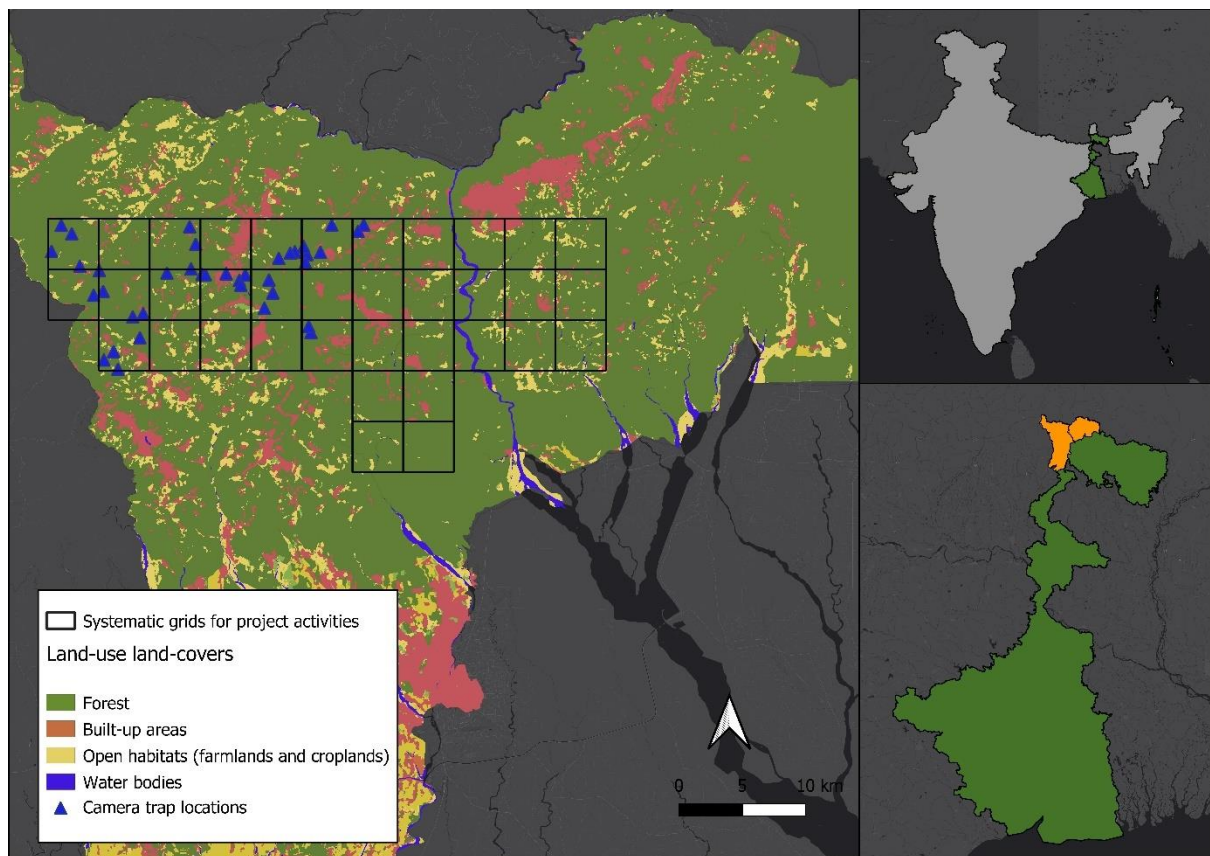 Systematic grids for project activities
Land-use land-covers
Forest
Built-up areas
Open habitats (farmlands and croplands)
Water bodies
Camera trap locations
0 5 10 km